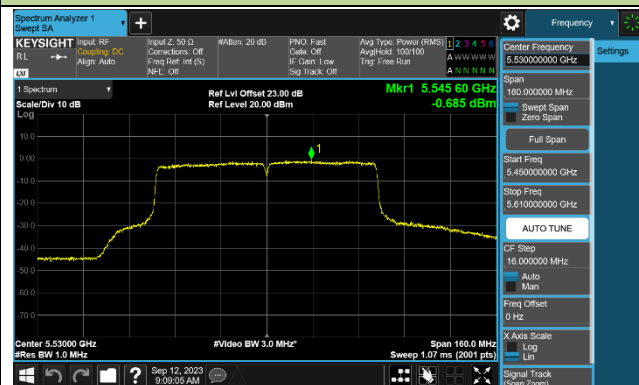 Spectrum Analyzer 1
Swept SA
Frequency
KEYSIGHT
RL
LXI
Input: RF
Coupling: DC
Align: Auto
Input Z: 50 Ω
Corrections: Off
Freq Ref: Int (S)
NFE: Off
#Atten: 20 dB
PNO: Fast
Gate: Off
IF Gain: Low
Sig Track: Off
Avg Type: Power (RMS)
Avg|Hold: 100/100
Trig: Free Run
1 2 3 4 5 6
A W W W W W
A N N N N N
1 Spectrum
Scale/Div 10 dB
Log
Ref Lvl Offset 23.00 dB
Ref Level 20.00 dBm
Mkr1 5.545 60 GHz
-0.685 dBm
1
10.0
0.00
-10.0
-20.0
-30.0
-40.0
-50.0
-60.0
-70.0
Center 5.53000 GHz
#Res BW 1.0 MHz
#Video BW 3.0 MHz*
Span 160.0 MHz
Sweep 1.07 ms (2001 pts)
Center Frequency
5.530000000 GHz
Settings
Span
160.000000 MHz
Swept Span
Zero Span
Full Span
Start Freq
5.450000000 GHz
Stop Freq
5.610000000 GHz
AUTO TUNE
CF Step
16.000000 MHz
Auto
Man
Freq Offset
0 Hz
X Axis Scale
Log
Lin
Signal Track
(Span Zoom)
Sep 12, 2023
9:09:05 AM